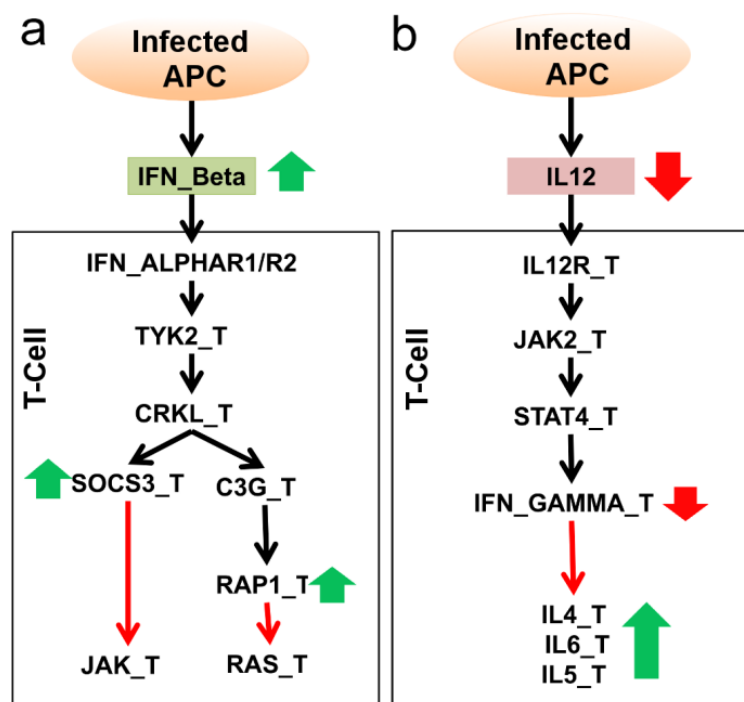 a
Infected
APC
IFN_Beta
T-Cell
IFN_ALPHAR1/R2
TYK2_T
CRKL_T
SOCS3_T
C3G_T
RAP1_T
JAK_T
RAS_T
b
Infected
APC
IL12
T-Cell
IL12R_T
JAK2_T
STAT4_T
IFN_GAMMA_T
IL4_T
IL6_T
IL5_T